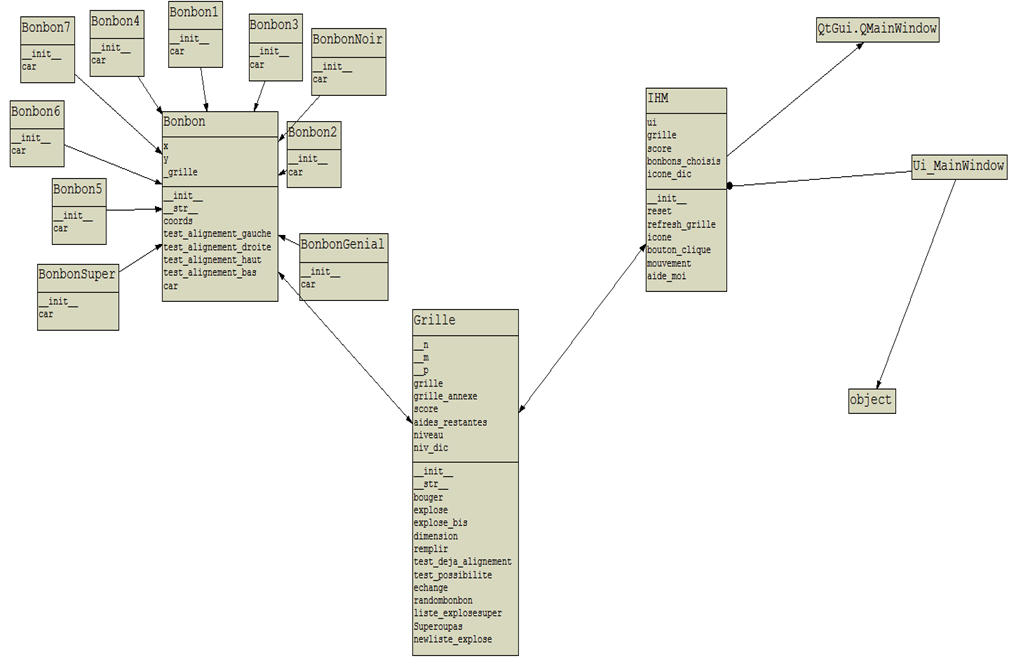 Bonbon7
__init__
car
Bonbon4
__init__
car
Bonbon1
__init__
car
Bonbon3
__init__
car
BonbonNoir
__init__
car
Bonbon6
__init__
car
Bonbon5
__init__
car
BonbonSuper
__init__
car
Bonbon
x
y
_grille
__init__
__str__
coords
test_alignement_gauche
test_alignement_droite
test_alignement_haut
test_alignement_bas
car
Bonbon2
__init__
car
BonbonGenial
__init__
car
Grille
__n
__m
__p
grille
grille_annexe
score
aides_restantes
niveau
niv_dic
__init__
__str__
bouger
explose
explose_bis
dimension
remplir
test_deja_alignement
test_possibilite
echange
randombonbon
liste_explosesuper
Superoupas
newliste_explose
IHM
ui
grille
score
bonbons_choisis
icone_dic
__init__
reset
refresh_grille
icone
bouton_clique
mouvement
aide_moi
QtGui.QMainWindow
Ui_MainWindow
object